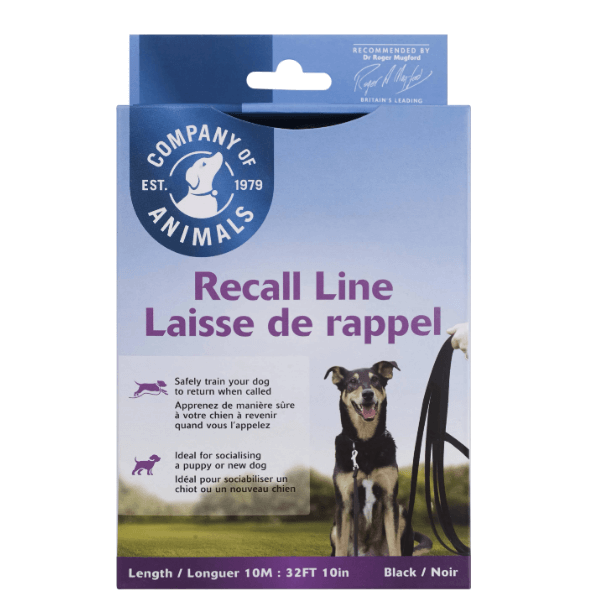 RECOMMENDED BY
Dr Roger Mugford
Roger A Mugford
BRITAIN'S LEADING
COMPANY OF
EST. 1979
ANIMALS
Recall Line
Laisse de rappel
Safely train your dog
to return when called
Apprenez de manière sûre
à votre chien à revenir
quand vous l'appelez
Ideal for socialising
a puppy or new dog
Idéal pour sociabiliser un
chiot ou un nouveau chien
Length / Longuer 10M : 32FT 10in
Black / Noir